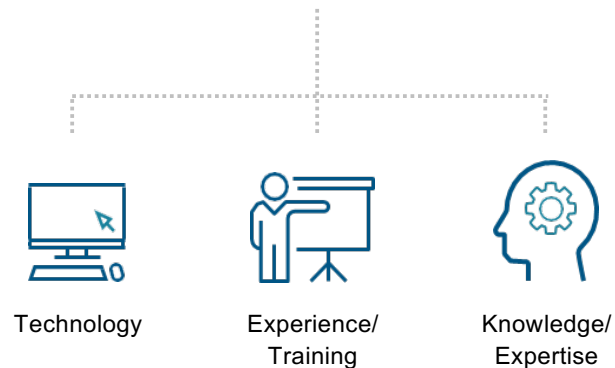 Technology
Experience/
Training
Knowledge/
Expertise